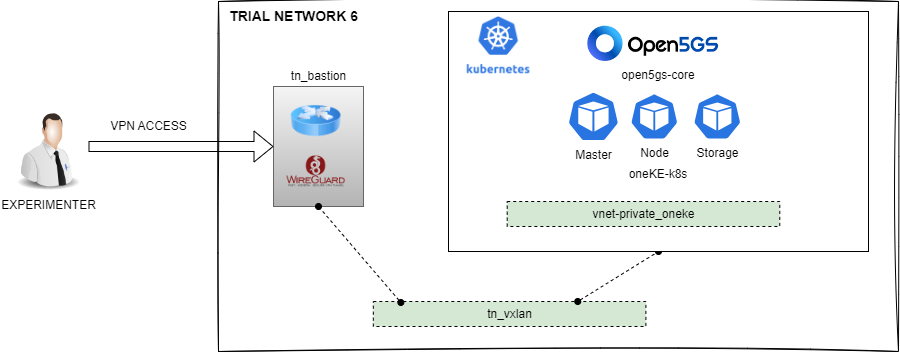 TRIAL NETWORK 6
kubernetes
Open5GS
open5gs-core
tn_bastion
VPN ACCESS
WIREGUARD
Master
Node
Storage
oneKE-k8s
EXPERIMENTER
vnet-private_oneke
tn_vxlan